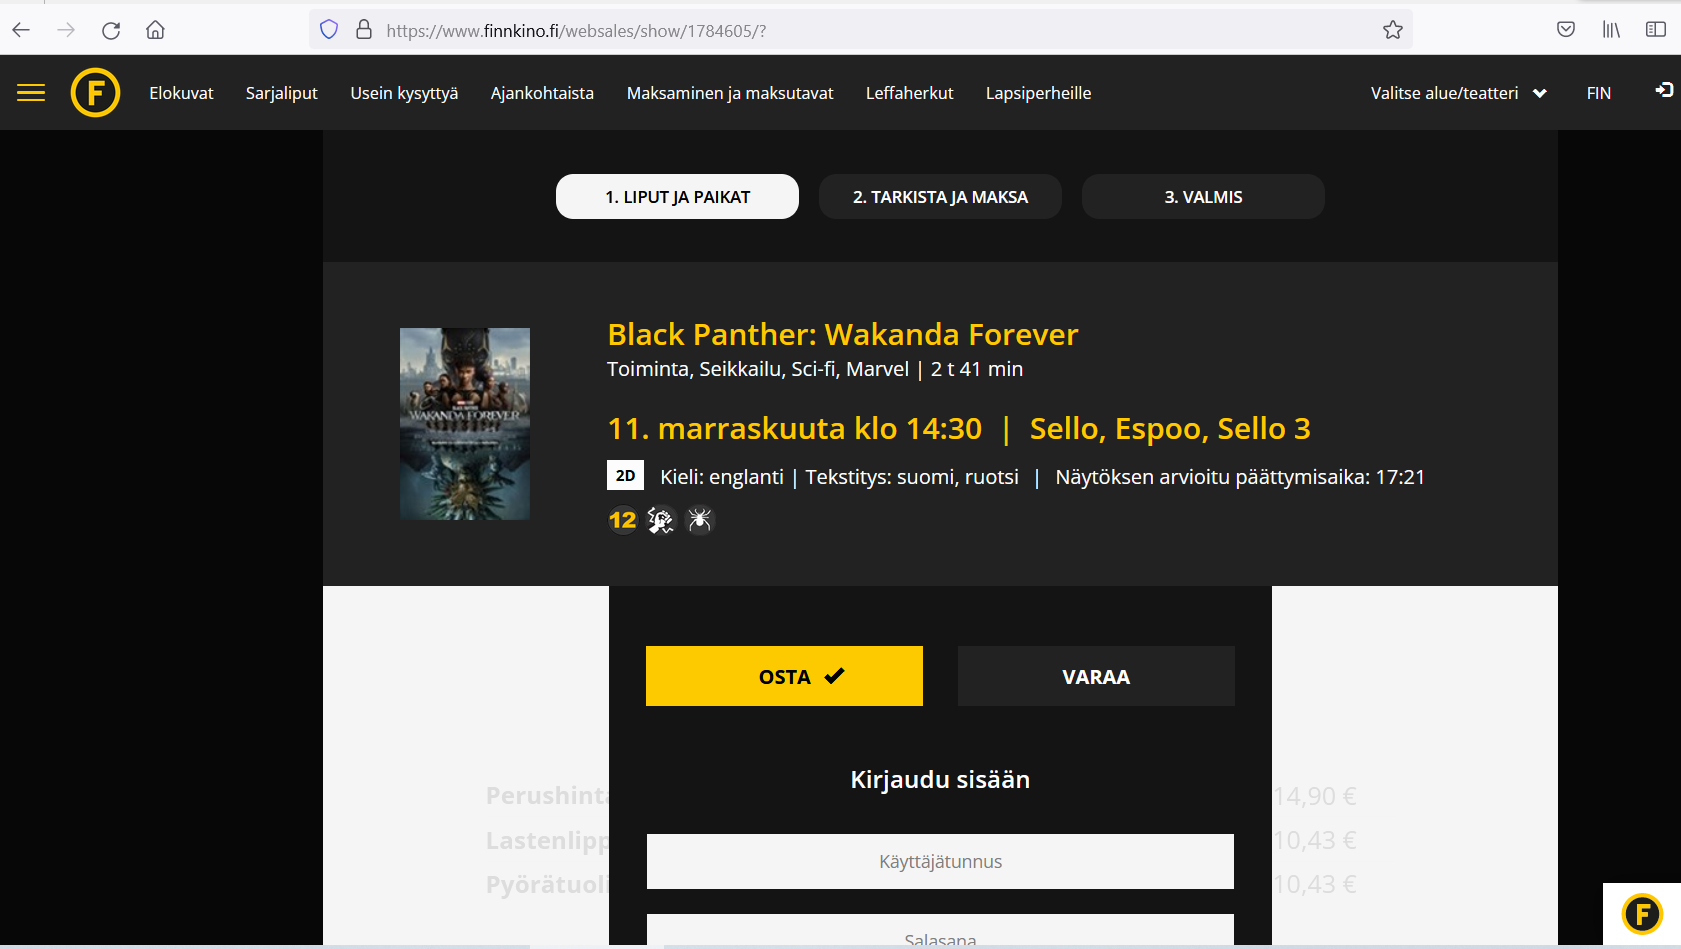 https://www.finnkino.fi/websales/show/1784605/?
F Elokuvat Sarjaliput Usein kysyttyä Ajankohtaista Maksaminen ja maksutavat Leffaherkut Lapsiperheille Valitse alue/teatteri FIN
1. LIPUT JA PAIKAT 2. TARKISTA JA MAKSA 3. VALMIS
Black Panther: Wakanda Forever
Toiminta, Seikkailu, Sci-fi, Marvel | 2 t 41 min
WAKANDA FOREVER
11. marraskuuta klo 14:30 | Sello, Espoo, Sello 3
2D Kieli: englanti | Tekstitys: suomi, ruotsi | Näytöksen arvioitu päättymisaika: 17:21
12
OSTA VARAA
Kirjaudu sisään
Perushinta 14,90 €
Lastenlipp 10,43 €
Käyttäjätunnus
Pyörätuoli 10,43 €
Salasana
F